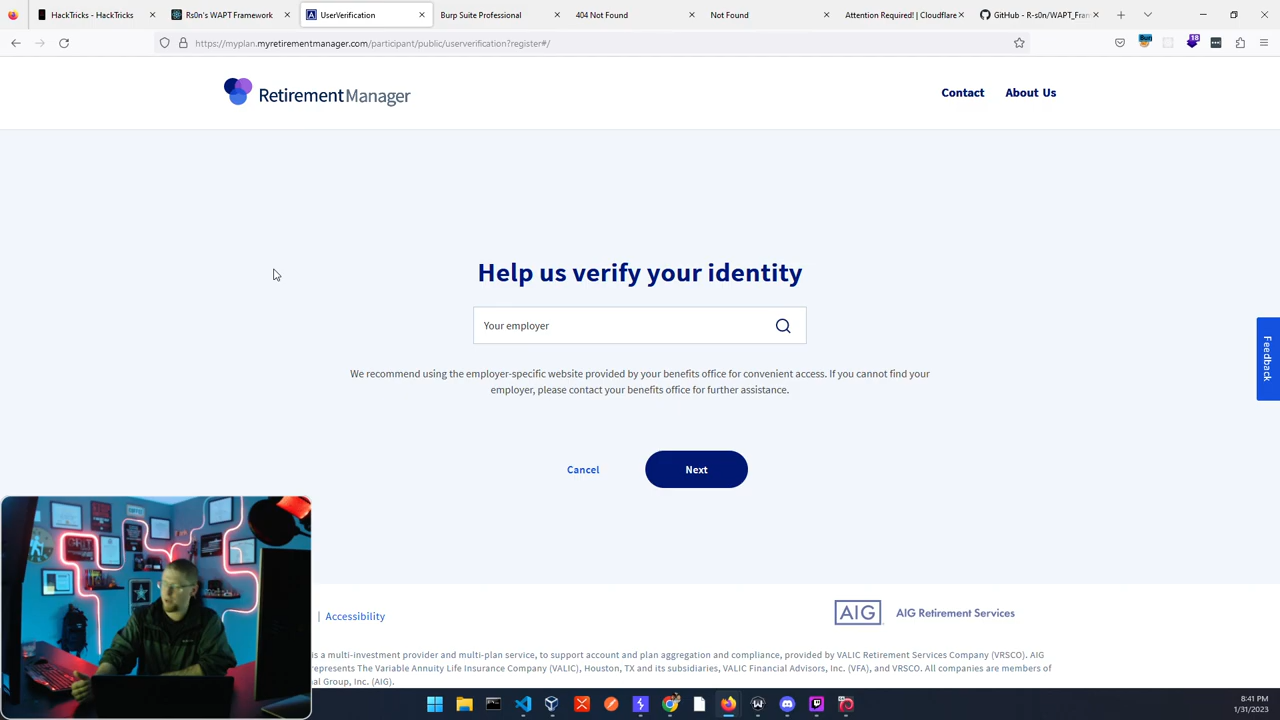 HackTricks - HackTricks
Rs0n's WAPT Framework
UserVerification
Burp Suite Professional
404 Not Found
Not Found
Attention Required! | Cloudflare
GitHub - R-s0n/WAPT_Fram
https://myplan.myretirementmanager.com/participant/public/userverification?register#/
18
RetirementManager
Contact
About Us
Help us verify your identity
Your employer
We recommend using the employer-specific website provided by your benefits office for convenient access. If you cannot find your
employer, please contact your benefits office for further assistance.
Cancel
Next
Feedback
| Accessibility
AIG
AIG Retirement Services
is a multi-investment provider and multi-plan service, to support account and plan aggregation and compliance, provided by VALIC Retirement Services Company (VRSCO). AIG
represents The Variable Annuity Life Insurance Company (VALIC), Houston, TX and its subsidiaries, VALIC Financial Advisors, Inc. (VFA), and VRSCO. All companies are members of
al Group, Inc. (AIG).
8:41 PM
1/31/2023